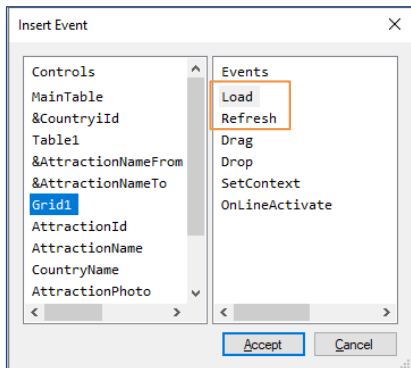 Insert Event
Controls
MainTable
&CountryiId
Table1
&AttractionNameFrom
&AttractionNameTo
Grid1
AttractionId
AttractionName
CountryName
AttractionPhoto
Events
Load
Refresh
Drag
Drop
SetContext
OnLineActivate
Accept
Cancel